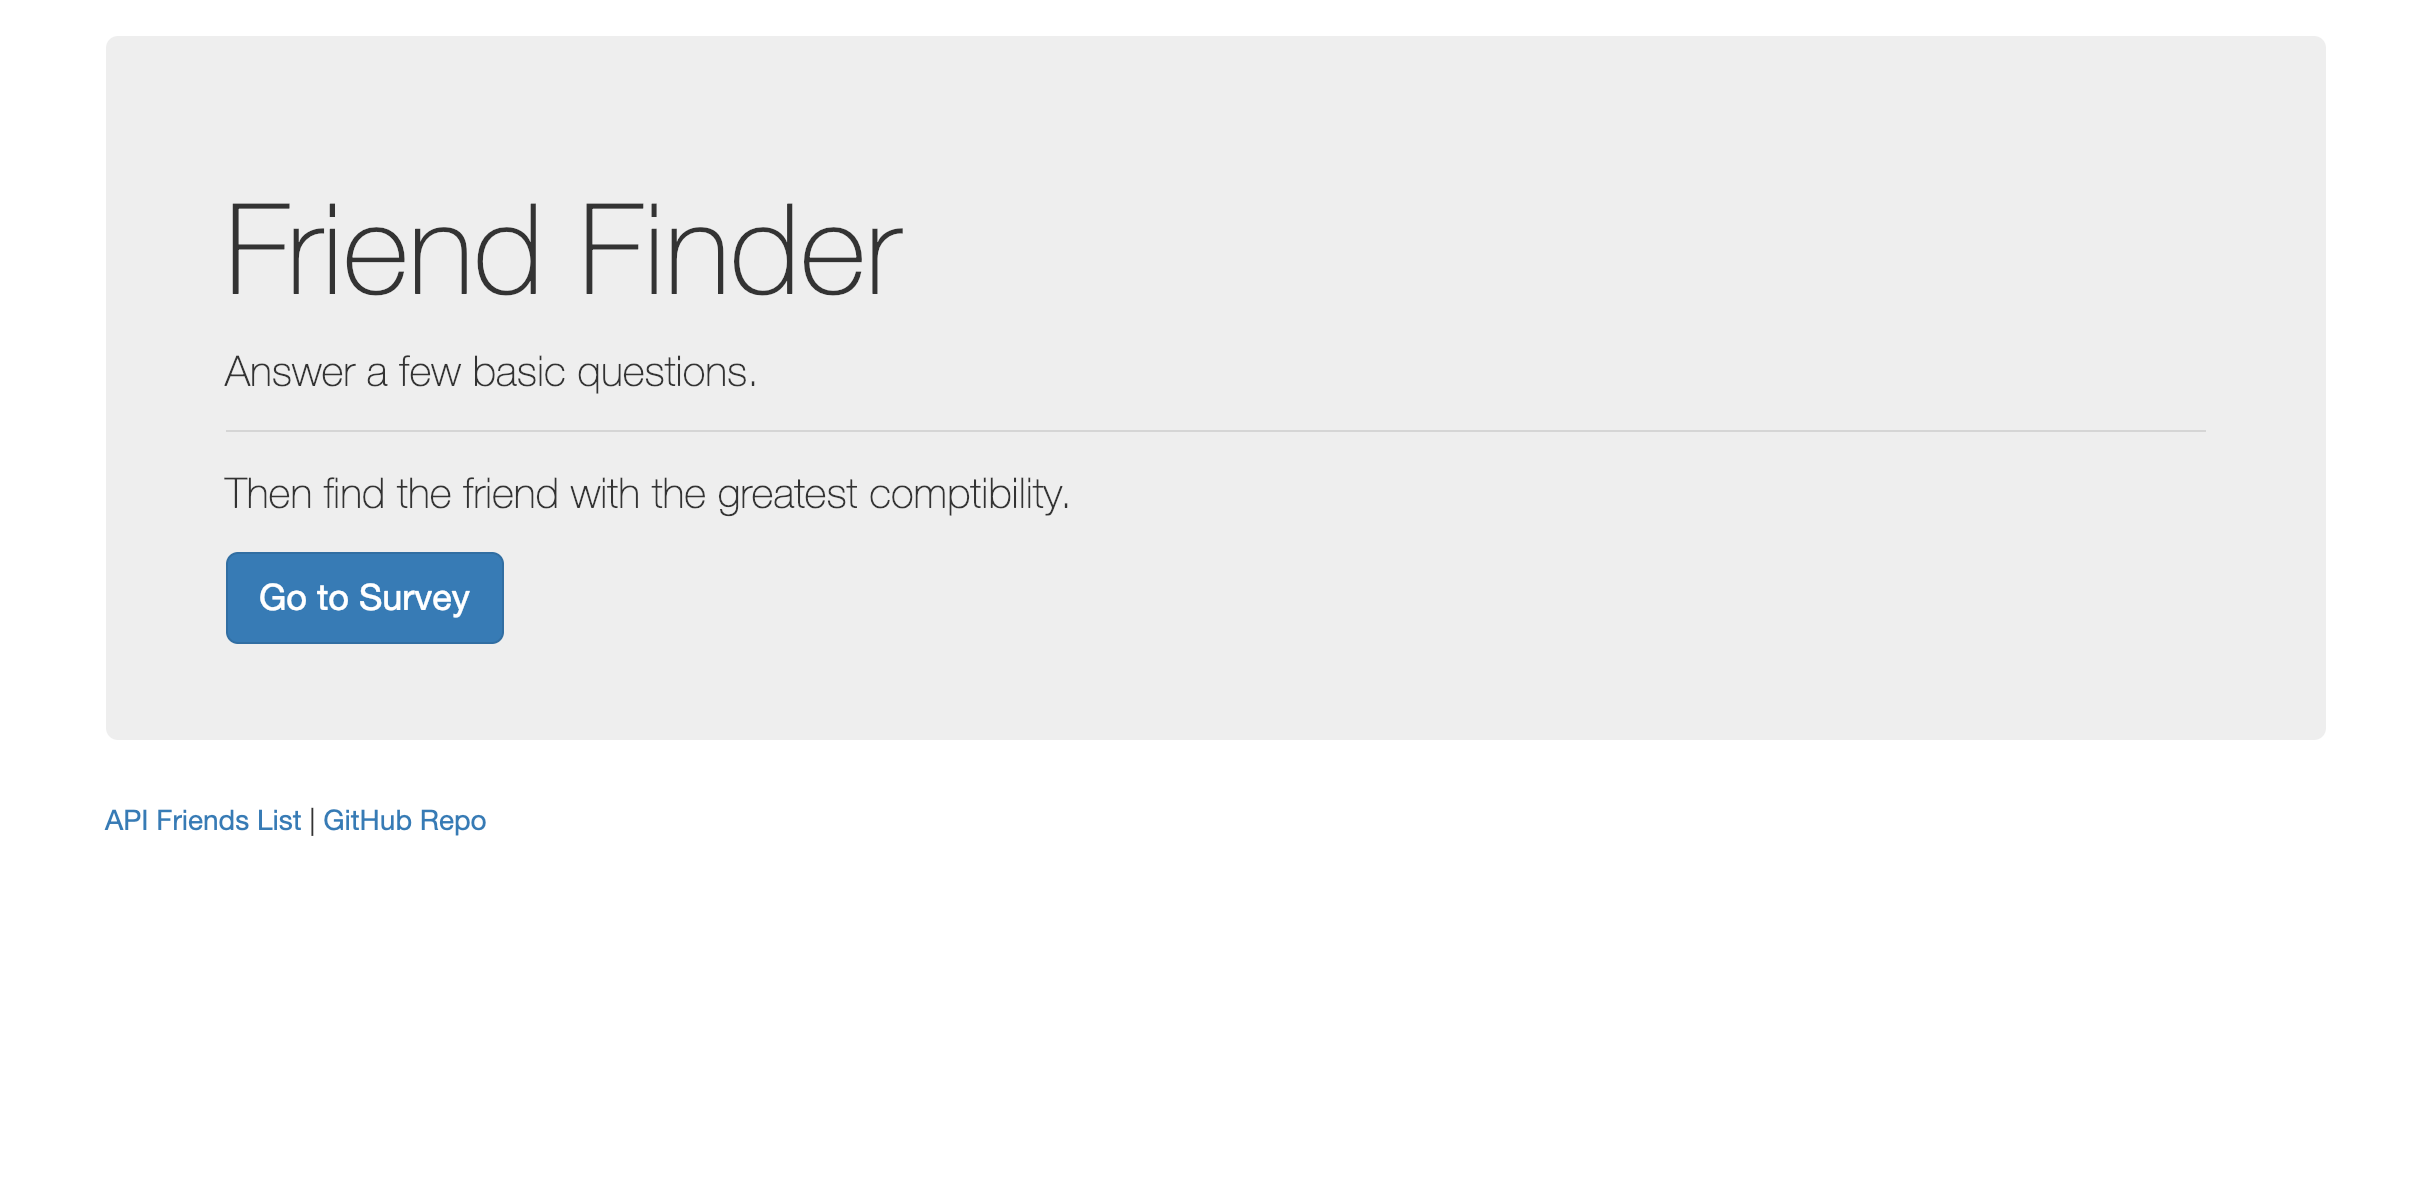 Friend Finder
Answer a few basic questions.
Then find the friend with the greatest comptibility.
Go to Survey
API Friends List | GitHub Repo